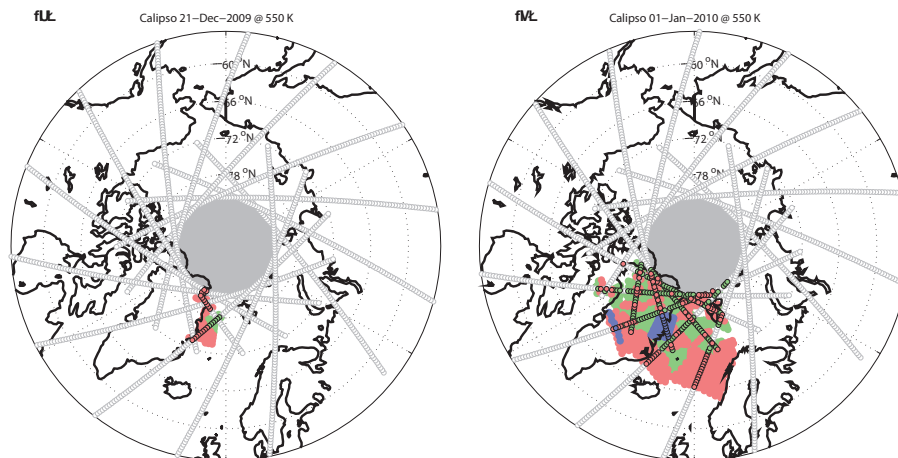 Calipso 21−Dec−2009 @ 550 K
60 °N
66 °N
72 °N
78 °N
Calipso 01−Jan−2010 @ 550 K
60 °N
66 °N
72 °N
78 °N